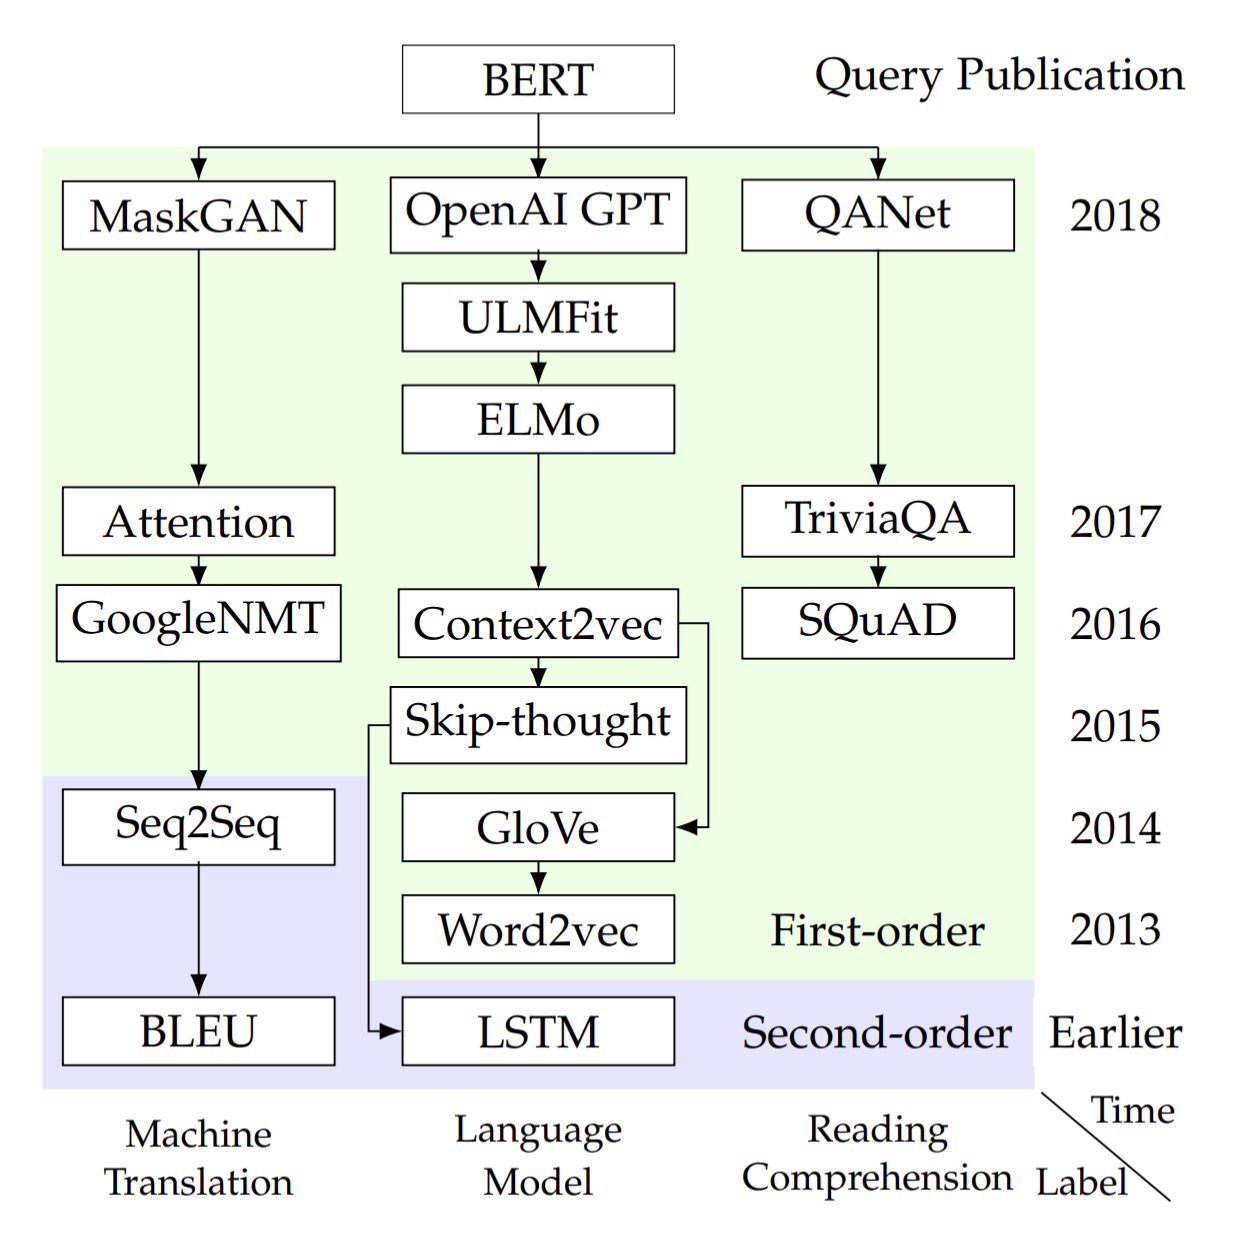 BERT
Query Publication
MaskGAN
OpenAI GPT
QANet
2018
ULMFit
ELMo
Attention
TriviaQA
2017
GoogleNMT
Context2vec
SQuAD
2016
Skip-thought
2015
Seq2Seq
GloVe
2014
Word2vec
First-order
2013
BLEU
LSTM
Second-order
Earlier
Machine
Translation
Language
Model
Reading
Comprehension
Time
Label